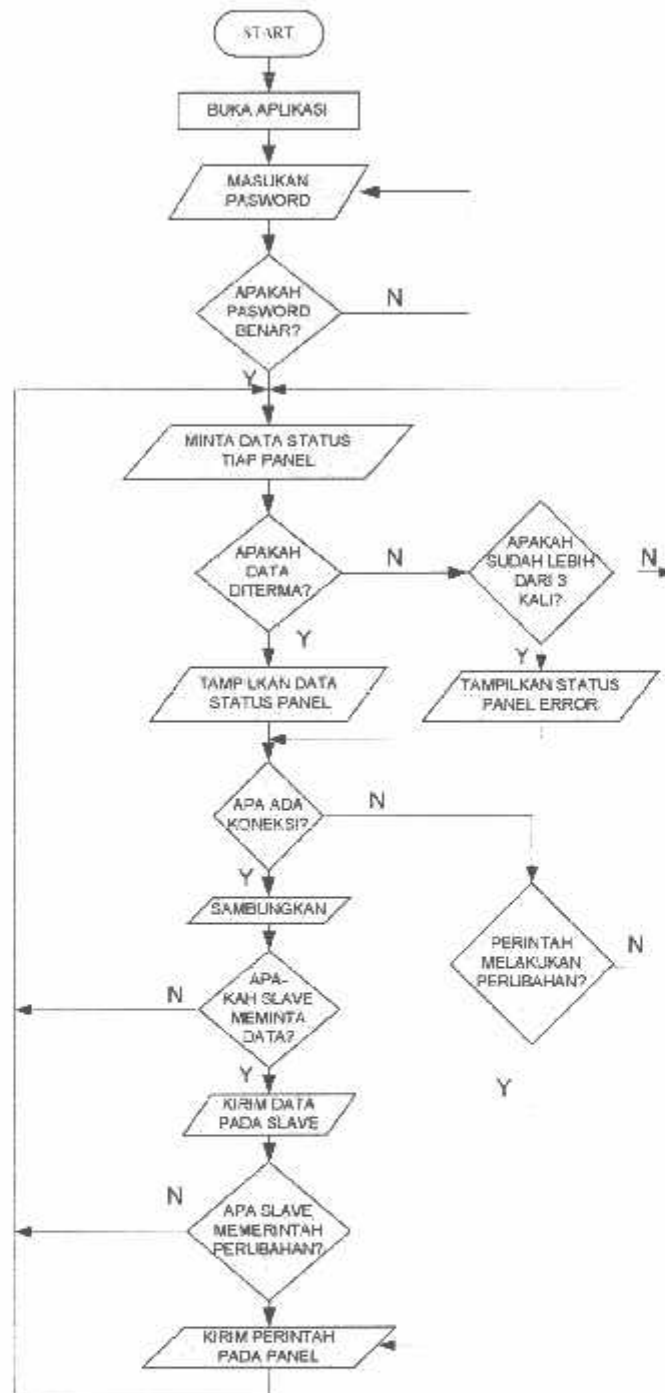 START
BUKA APLIKASI
MASUKAN
PASWORD
APAKAH
PASWORD
BENAR?
N
Y
MINTA DATA STATUS
TIAP PANEL
APAKAH
DATA
DITERMA?
N
APAKAH
SUDAH LEBIH
DARI 3
KALI?
N
Y
Y
TAMPILKAN DATA
STATUS PANEL
TAMPILKAN STATUS
PANEL ERROR
APA ADA
KONEKSI?
N
Y
SAMBUNGKAN
PERINTAH
MELAKUKAN
PERUBAHAN?
N
N
APA-
KAH SLAVE
MEMINTA
DATA?
Y
Y
KIRIM DATA
PADA SLAVE
N
APA SLAVE
MEMERINTAH
PERUBAHAN?
KIRIM PERINTAH
PADA PANEL